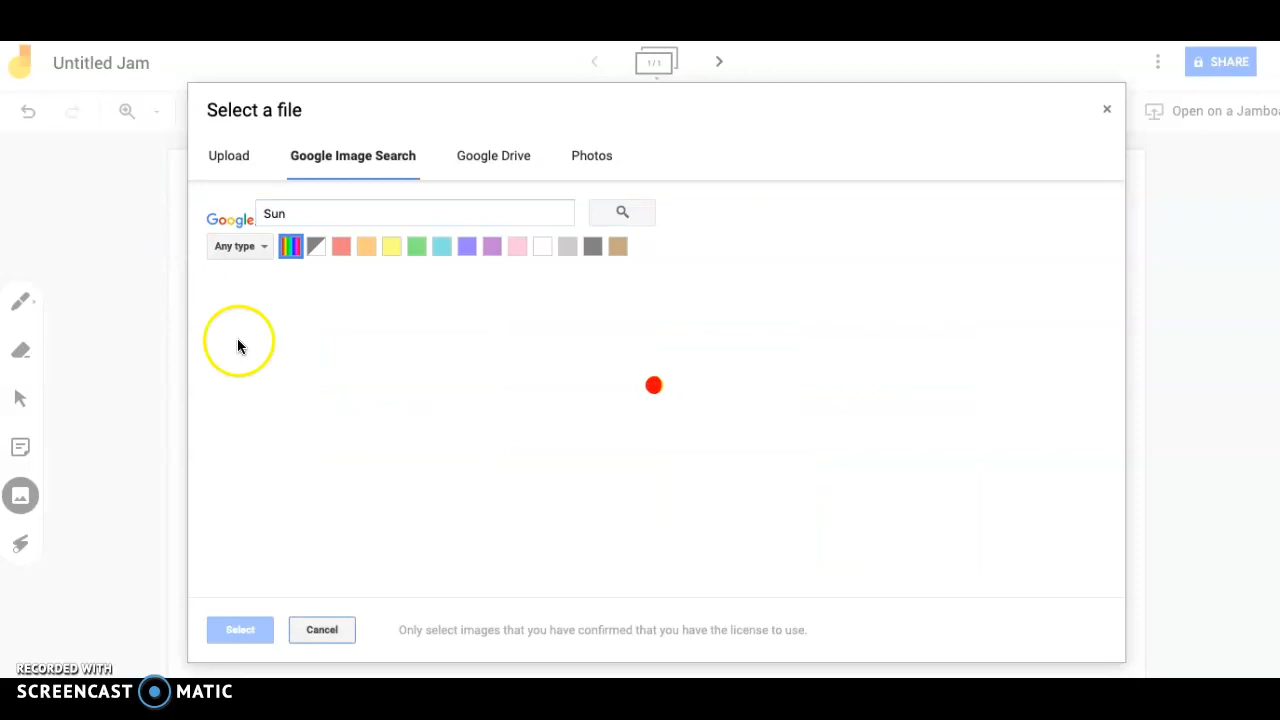 Untitled Jam
1/1
SHARE
Select a file
Open on a Jamboa
Upload
Google Image Search
Google Drive
Photos
Google
Sun
Any type
Select
Cancel
Only select images that you have confirmed that you have the license to use.
RECORDED WITH
SCREENCAST MATIC